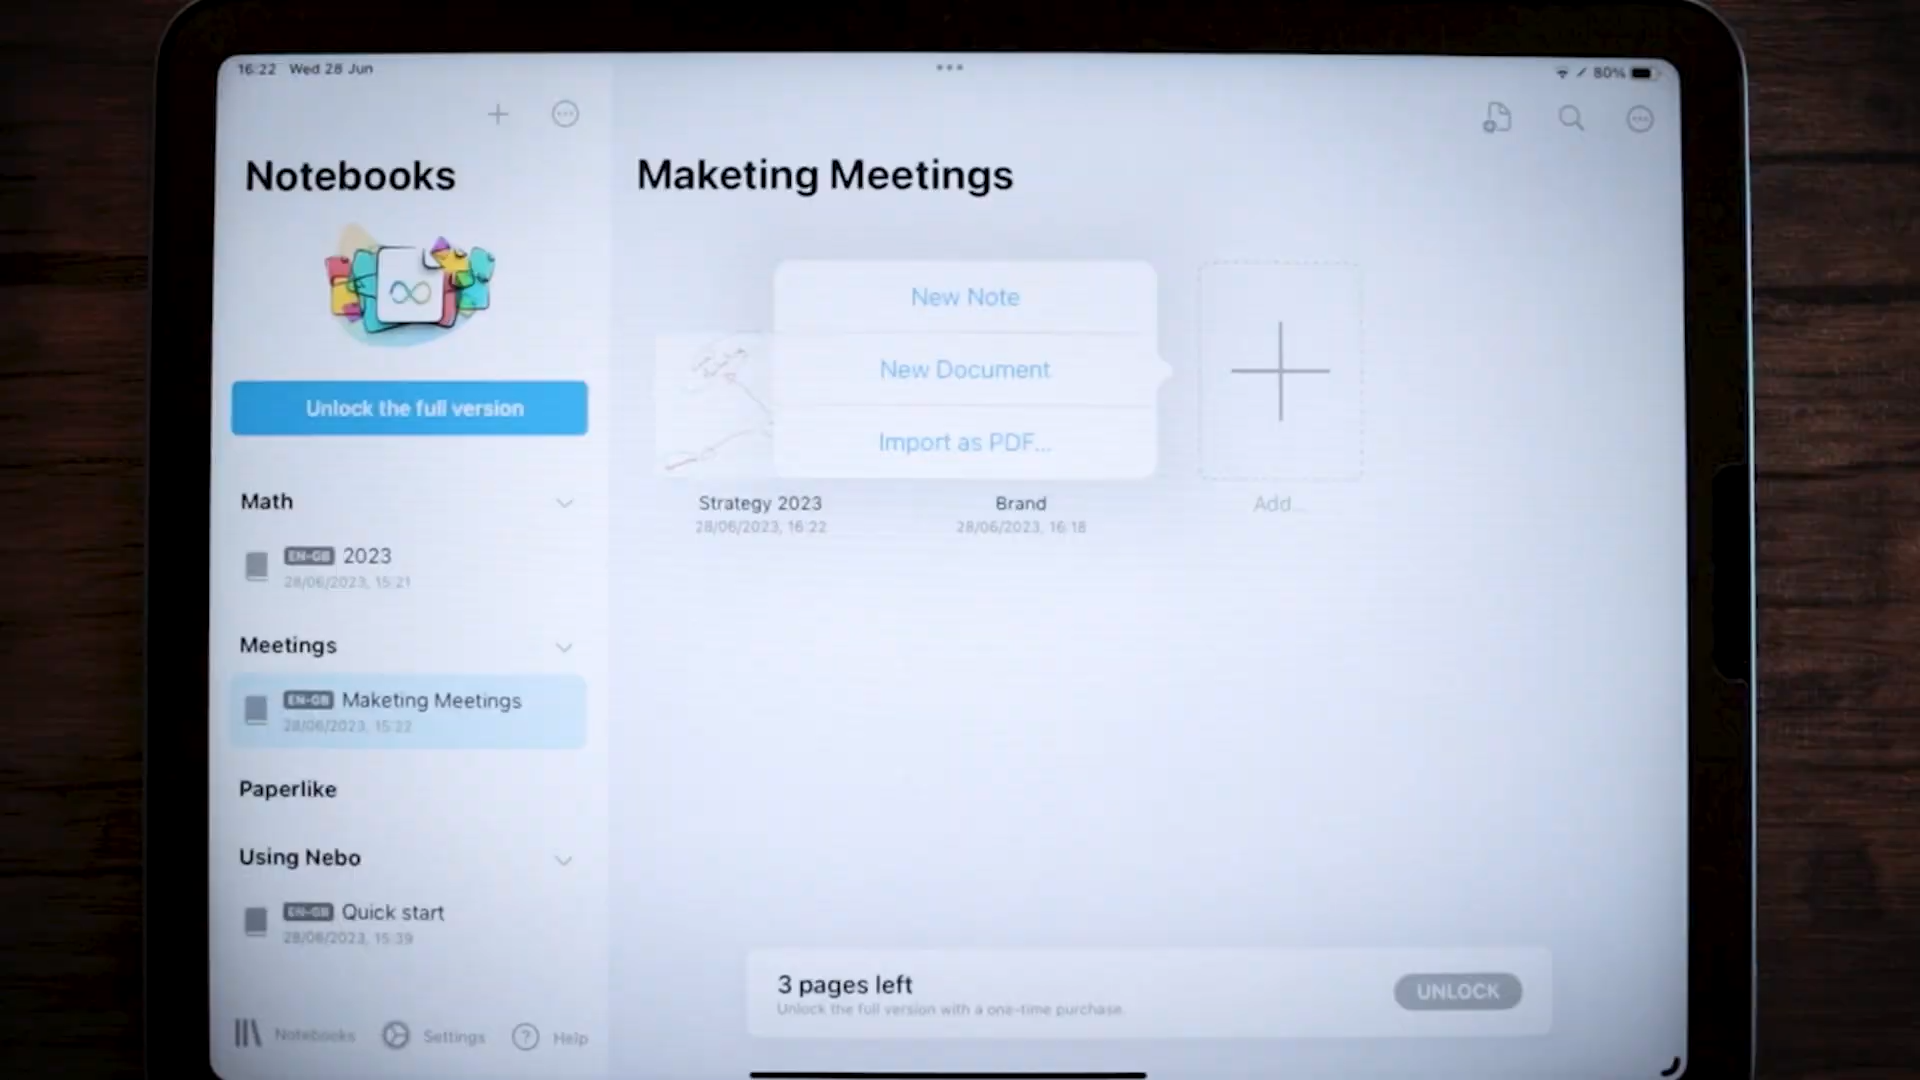 16:22 Wed 28 Jun
80%
Notebooks
Unlock the full version
Math
EN-GB 2023
28/06/2023, 15:21
Meetings
EN-GB Maketing Meetings
28/06/2023, 15:22
Paperlike
Using Nebo
EN-GB Quick start
28/06/2023, 15:39
Notebooks Settings ? Help
Maketing Meetings
New Note
New Document
Import as PDF...
Strategy 2023
28/06/2023, 16:22
Brand
28/06/2023, 16:18
Add...
3 pages left
Unlock the full version with a one-time purchase.
UNLOCK